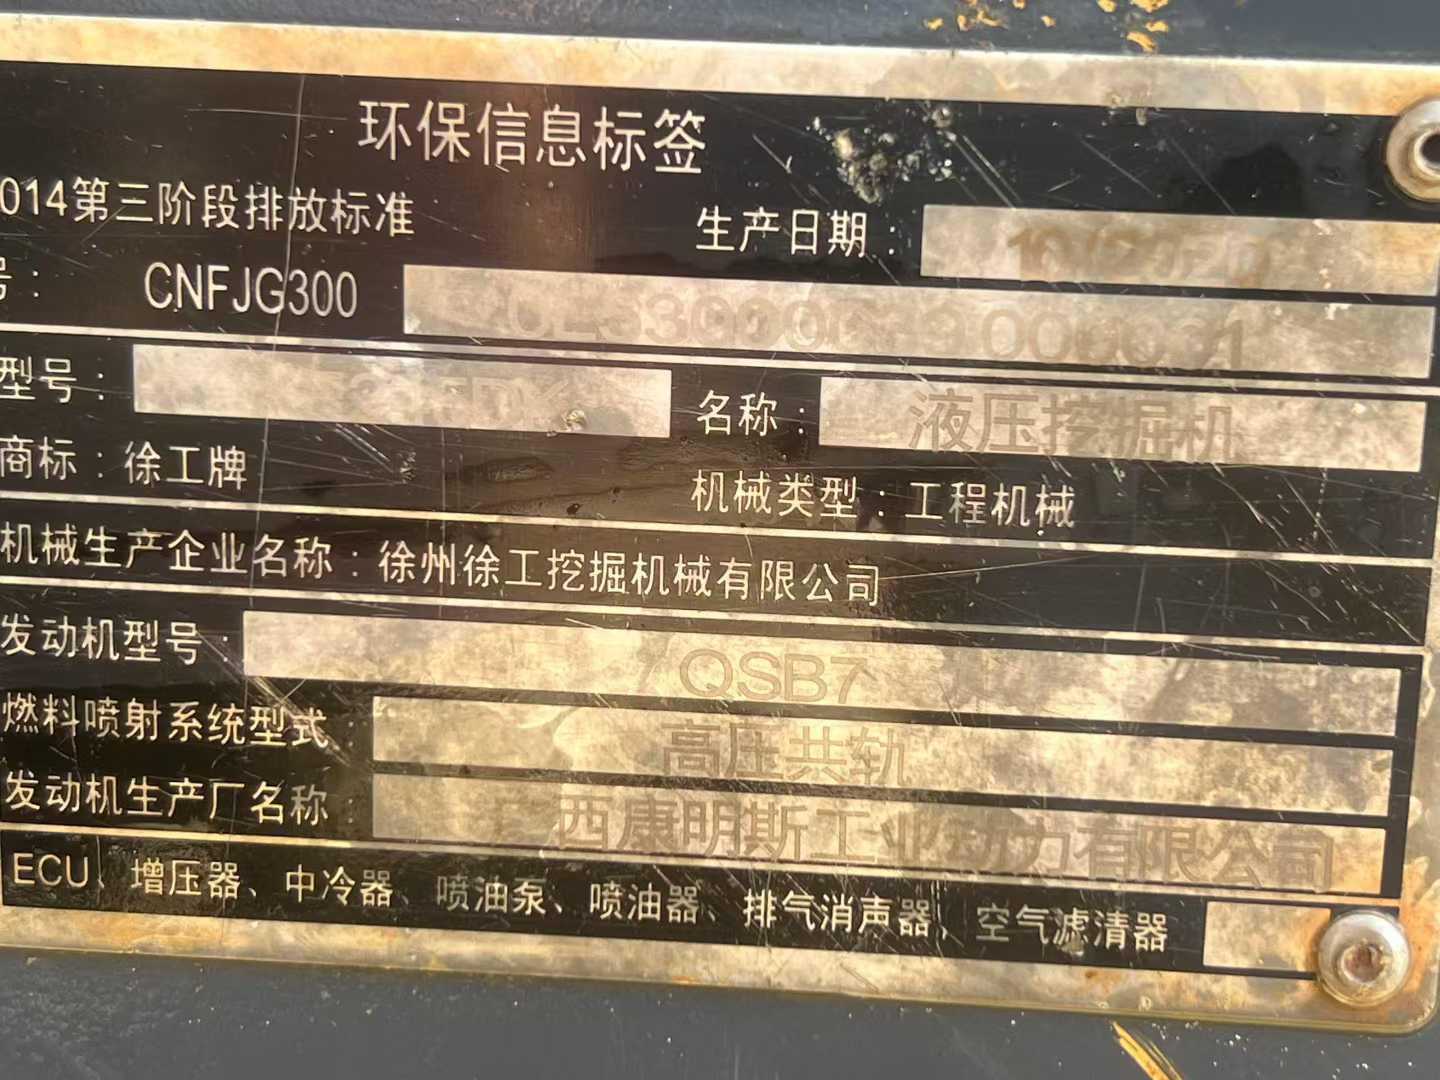 环保信息标签
014第三阶段排放标准 生产日期:
号: CNFJG300
型号: 名称: 液压挖掘机
商标:徐工牌 机械类型:工程机械
机械生产企业名称:徐州徐工挖掘机械有限公司
发动机型号: QSB7
燃料喷射系统型式: 高压共轨
发动机生产厂名称: 西康明斯工业动力有限公司
ECU、增压器、中冷器、喷油泵、喷油器、排气消声器,空气滤清器